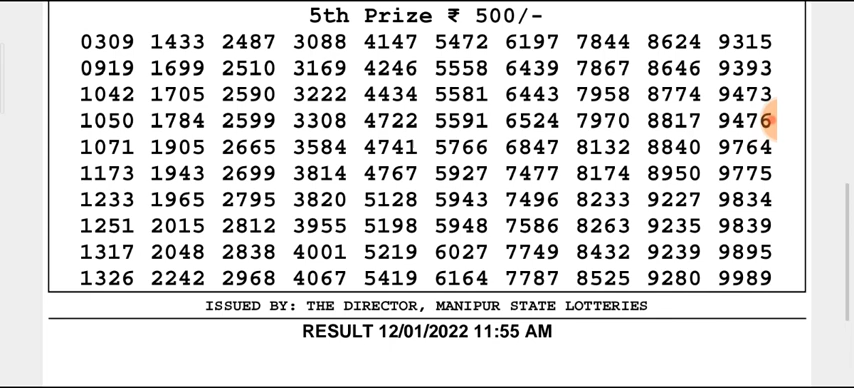 5th Prize ₹ 500/-
0309 1433 2487 3088 4147 5472 6197 7844 8624 9315
0919 1699 2510 3169 4246 5558 6439 7867 8646 9393
1042 1705 2590 3222 4434 5581 6443 7958 8774 9473
1050 1784 2599 3308 4722 5591 6524 7970 8817 9476
1071 1905 2665 3584 4741 5766 6847 8132 8840 9764
1173 1943 2699 3814 4767 5927 7477 8174 8950 9775
1233 1965 2795 3820 5128 5943 7496 8233 9227 9834
1251 2015 2812 3955 5198 5948 7586 8263 9235 9839
1317 2048 2838 4001 5219 6027 7749 8432 9239 9895
1326 2242 2968 4067 5419 6164 7787 8525 9280 9989
ISSUED BY: THE DIRECTOR, MANIPUR STATE LOTTERIES
RESULT 12/01/2022 11:55 AM